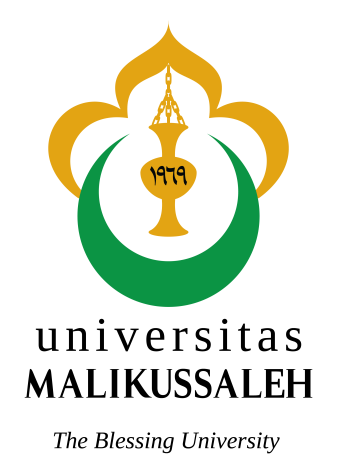 ١٩٦٩
universitas
MALIKUSSALEH
The Blessing University